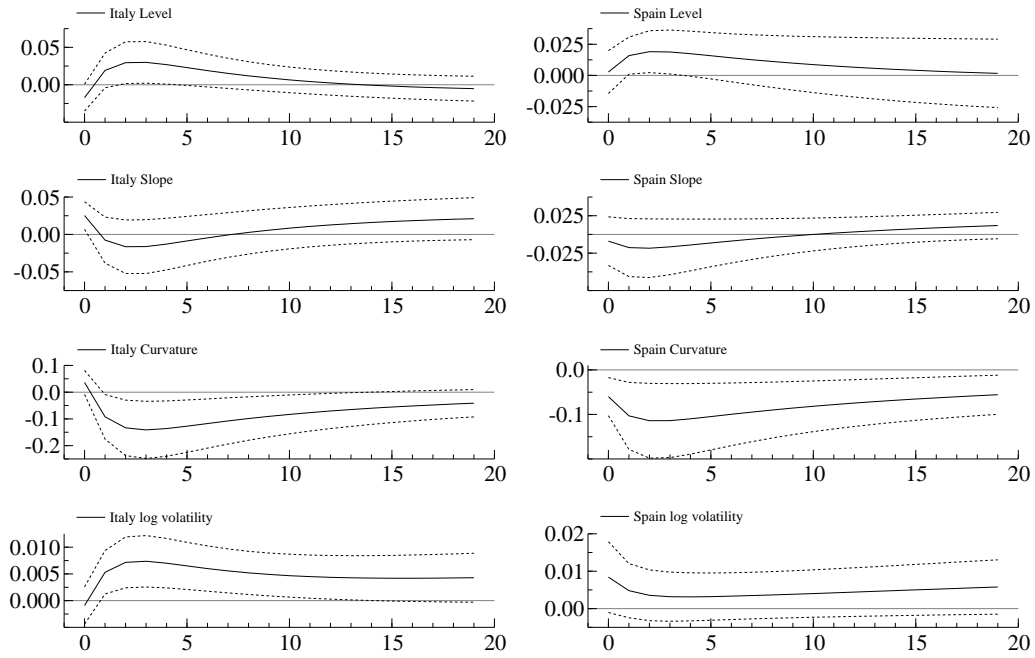 Italy Level
Spain Level
0.05
0.00
0.025
0.000
-0.025
0 5 10 15 20
0 5 10 15 20
Italy Slope
Spain Slope
0.05
0.00
-0.05
0.025
-0.025
0 5 10 15 20
0 5 10 15 20
Italy Curvature
Spain Curvature
0.1
0.0
-0.1
-0.2
0.0
-0.1
0 5 10 15 20
0 5 10 15 20
Italy log volatility
Spain log volatility
0.010
0.005
0.000
0.02
0.01
0.00
0 5 10 15 20
0 5 10 15 20